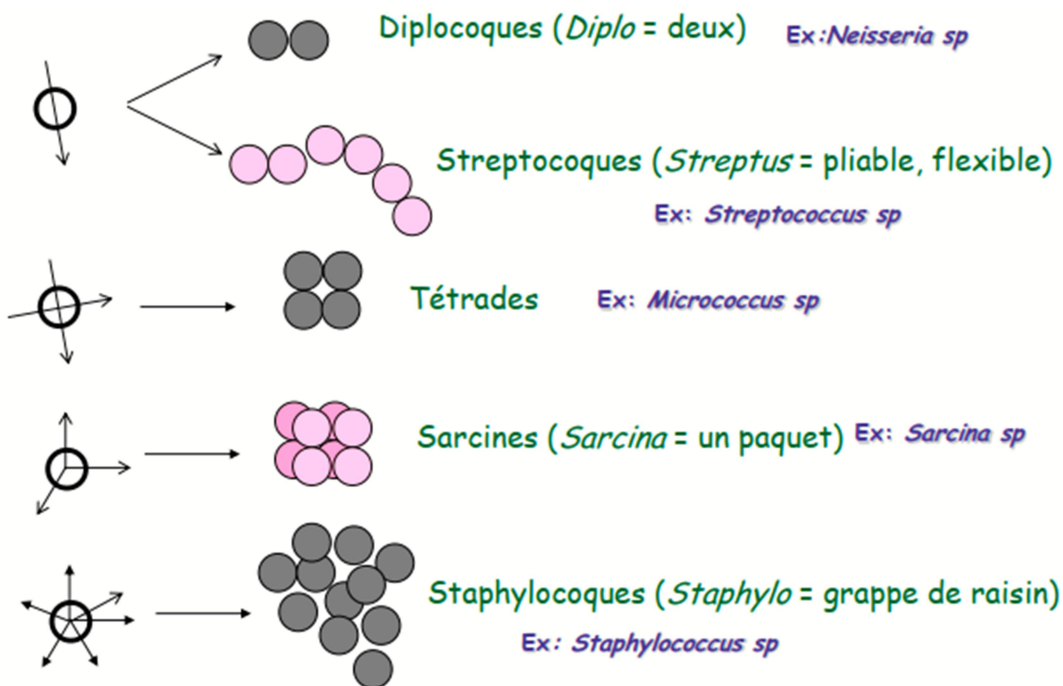 Diplocoques (Diplo = deux) Ex:Neisseria sp
Streptocoques (Streptus = pliable, flexible)
Ex: Streptococcus sp
Tétrades Ex: Micrococcus sp
Sarcines (Sarcina = un paquet) Ex: Sarcina sp
Staphylocoques (Staphylo = grappe de raisin)
Ex: Staphylococcus sp